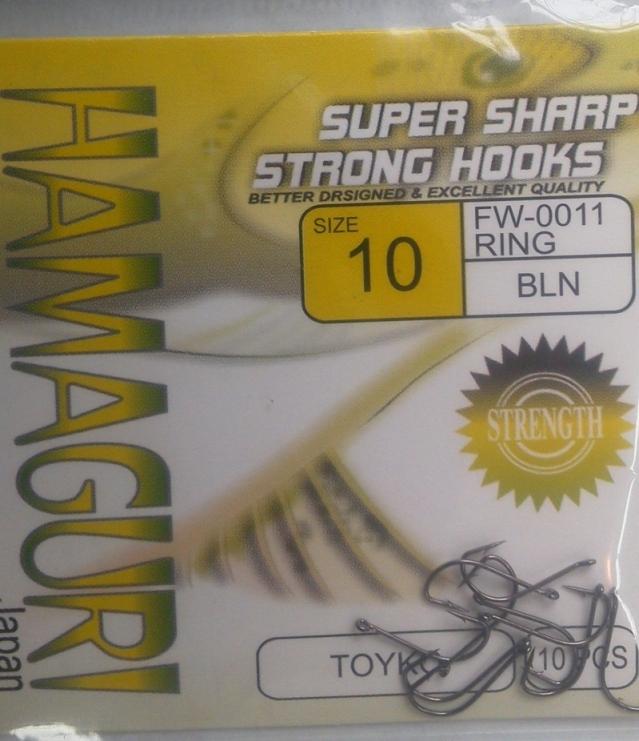 SUPER SHARP
STRONG HOOKS
BETTER DRSIGNED & EXCELLENT QUALITY
SIZE
10
FW-0011
RING
BLN
STRENGTH
HAMAGURI
Japan
10 PCS